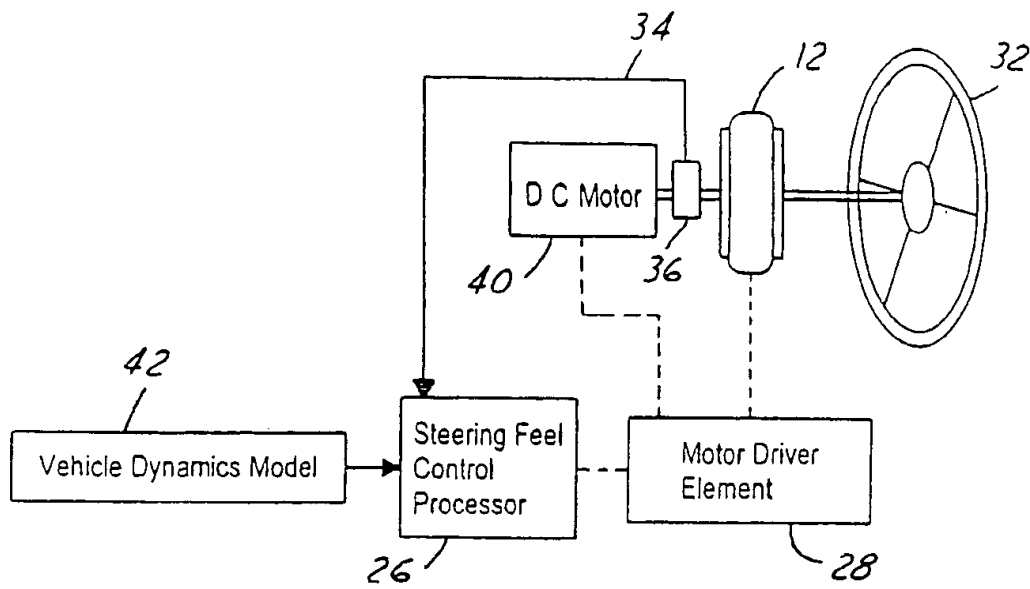 34
12
32
D C Motor
40
36
42
Vehicle Dynamics Model
Steering Feel
Control
Processor
26
Motor Driver
Element
28